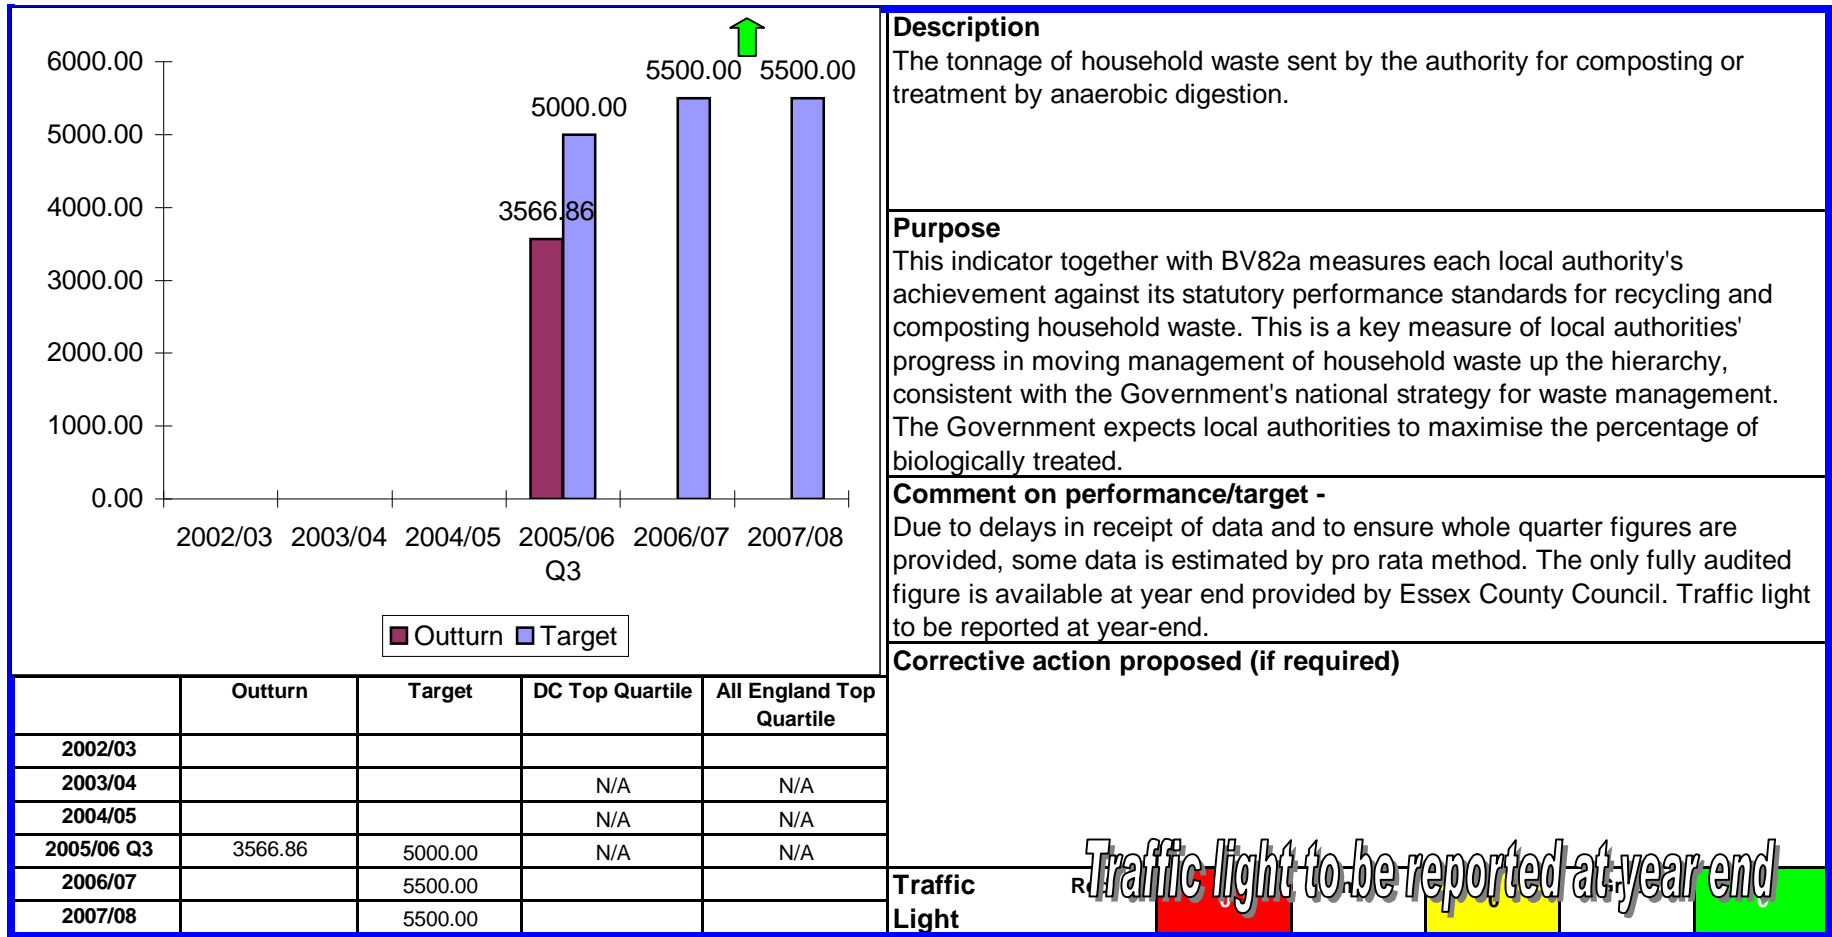 6000.00
5000.00
4000.00
3000.00
2000.00
1000.00
0.00
3566.86
5000.00
5500.00
5500.00
2002/03 2003/04 2004/05 2005/06 2006/07 2007/08
Q3
Outturn Target
Outturn Target DC Top Quartile All England Top
Quartile
2002/03
2003/04 N/A N/A
2004/05 N/A N/A
2005/06 Q3 3566.86 5000.00 N/A N/A
2006/07 5500.00
2007/08 5500.00
Description
The tonnage of household waste sent by the authority for composting or
treatment by anaerobic digestion.
Purpose
This indicator together with BV82a measures each local authority's
achievement against its statutory performance standards for recycling and
composting household waste. This is a key measure of local authorities'
progress in moving management of household waste up the hierarchy,
consistent with the Government's national strategy for waste management.
The Government expects local authorities to maximise the percentage of
biologically treated.
Comment on performance/target -
Due to delays in receipt of data and to ensure whole quarter figures are
provided, some data is estimated by pro rata method. The only fully audited
figure is available at year end provided by Essex County Council. Traffic light
to be reported at year-end.
Corrective action proposed (if required)
Traffic light to be reported at year end
Traffic
Light